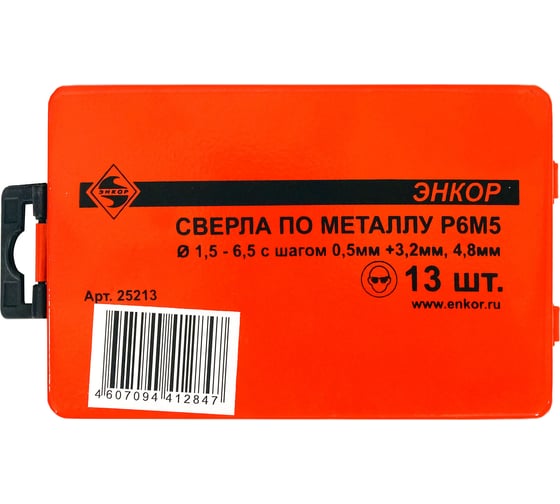 ЭНКОР
ЭНКОР
СВЕРЛА ПО МЕТАЛЛУ Р6М5
Ø 1,5 - 6,5 с шагом 0,5мм +3,2мм, 4,8мм
13 шт.
www.enkor.ru
Арт. 25213
4 607094 412847